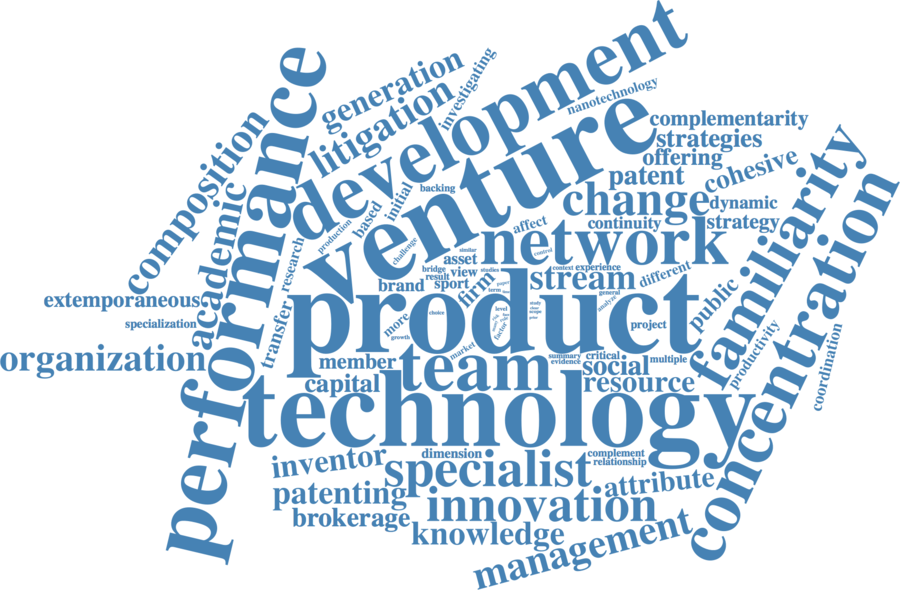 development
generation
investigating
litigation
nanotechnology
performance
venture
composition
complementarity
strategies
offering
cohesive
patent
familiarity
academic
backing
initial
based
production
change
dynamic
concentration
affect
continuity
strategy
network
challenge
similar
control
asset
research
transfer
bridge
view
studies
context
experience
result
sport
stream
different
brand
firm
term
general
analyze
public
extemporaneous
product
more
choice
level
study
factor
project
specialization
growth
productivity
coordination
organization
market
member
team
summary
critical
evidence
social
multiple
capital
resource
technology
inventor
dimension
complement
relationship
specialist
attribute
patenting
innovation
brokerage
knowledge
management